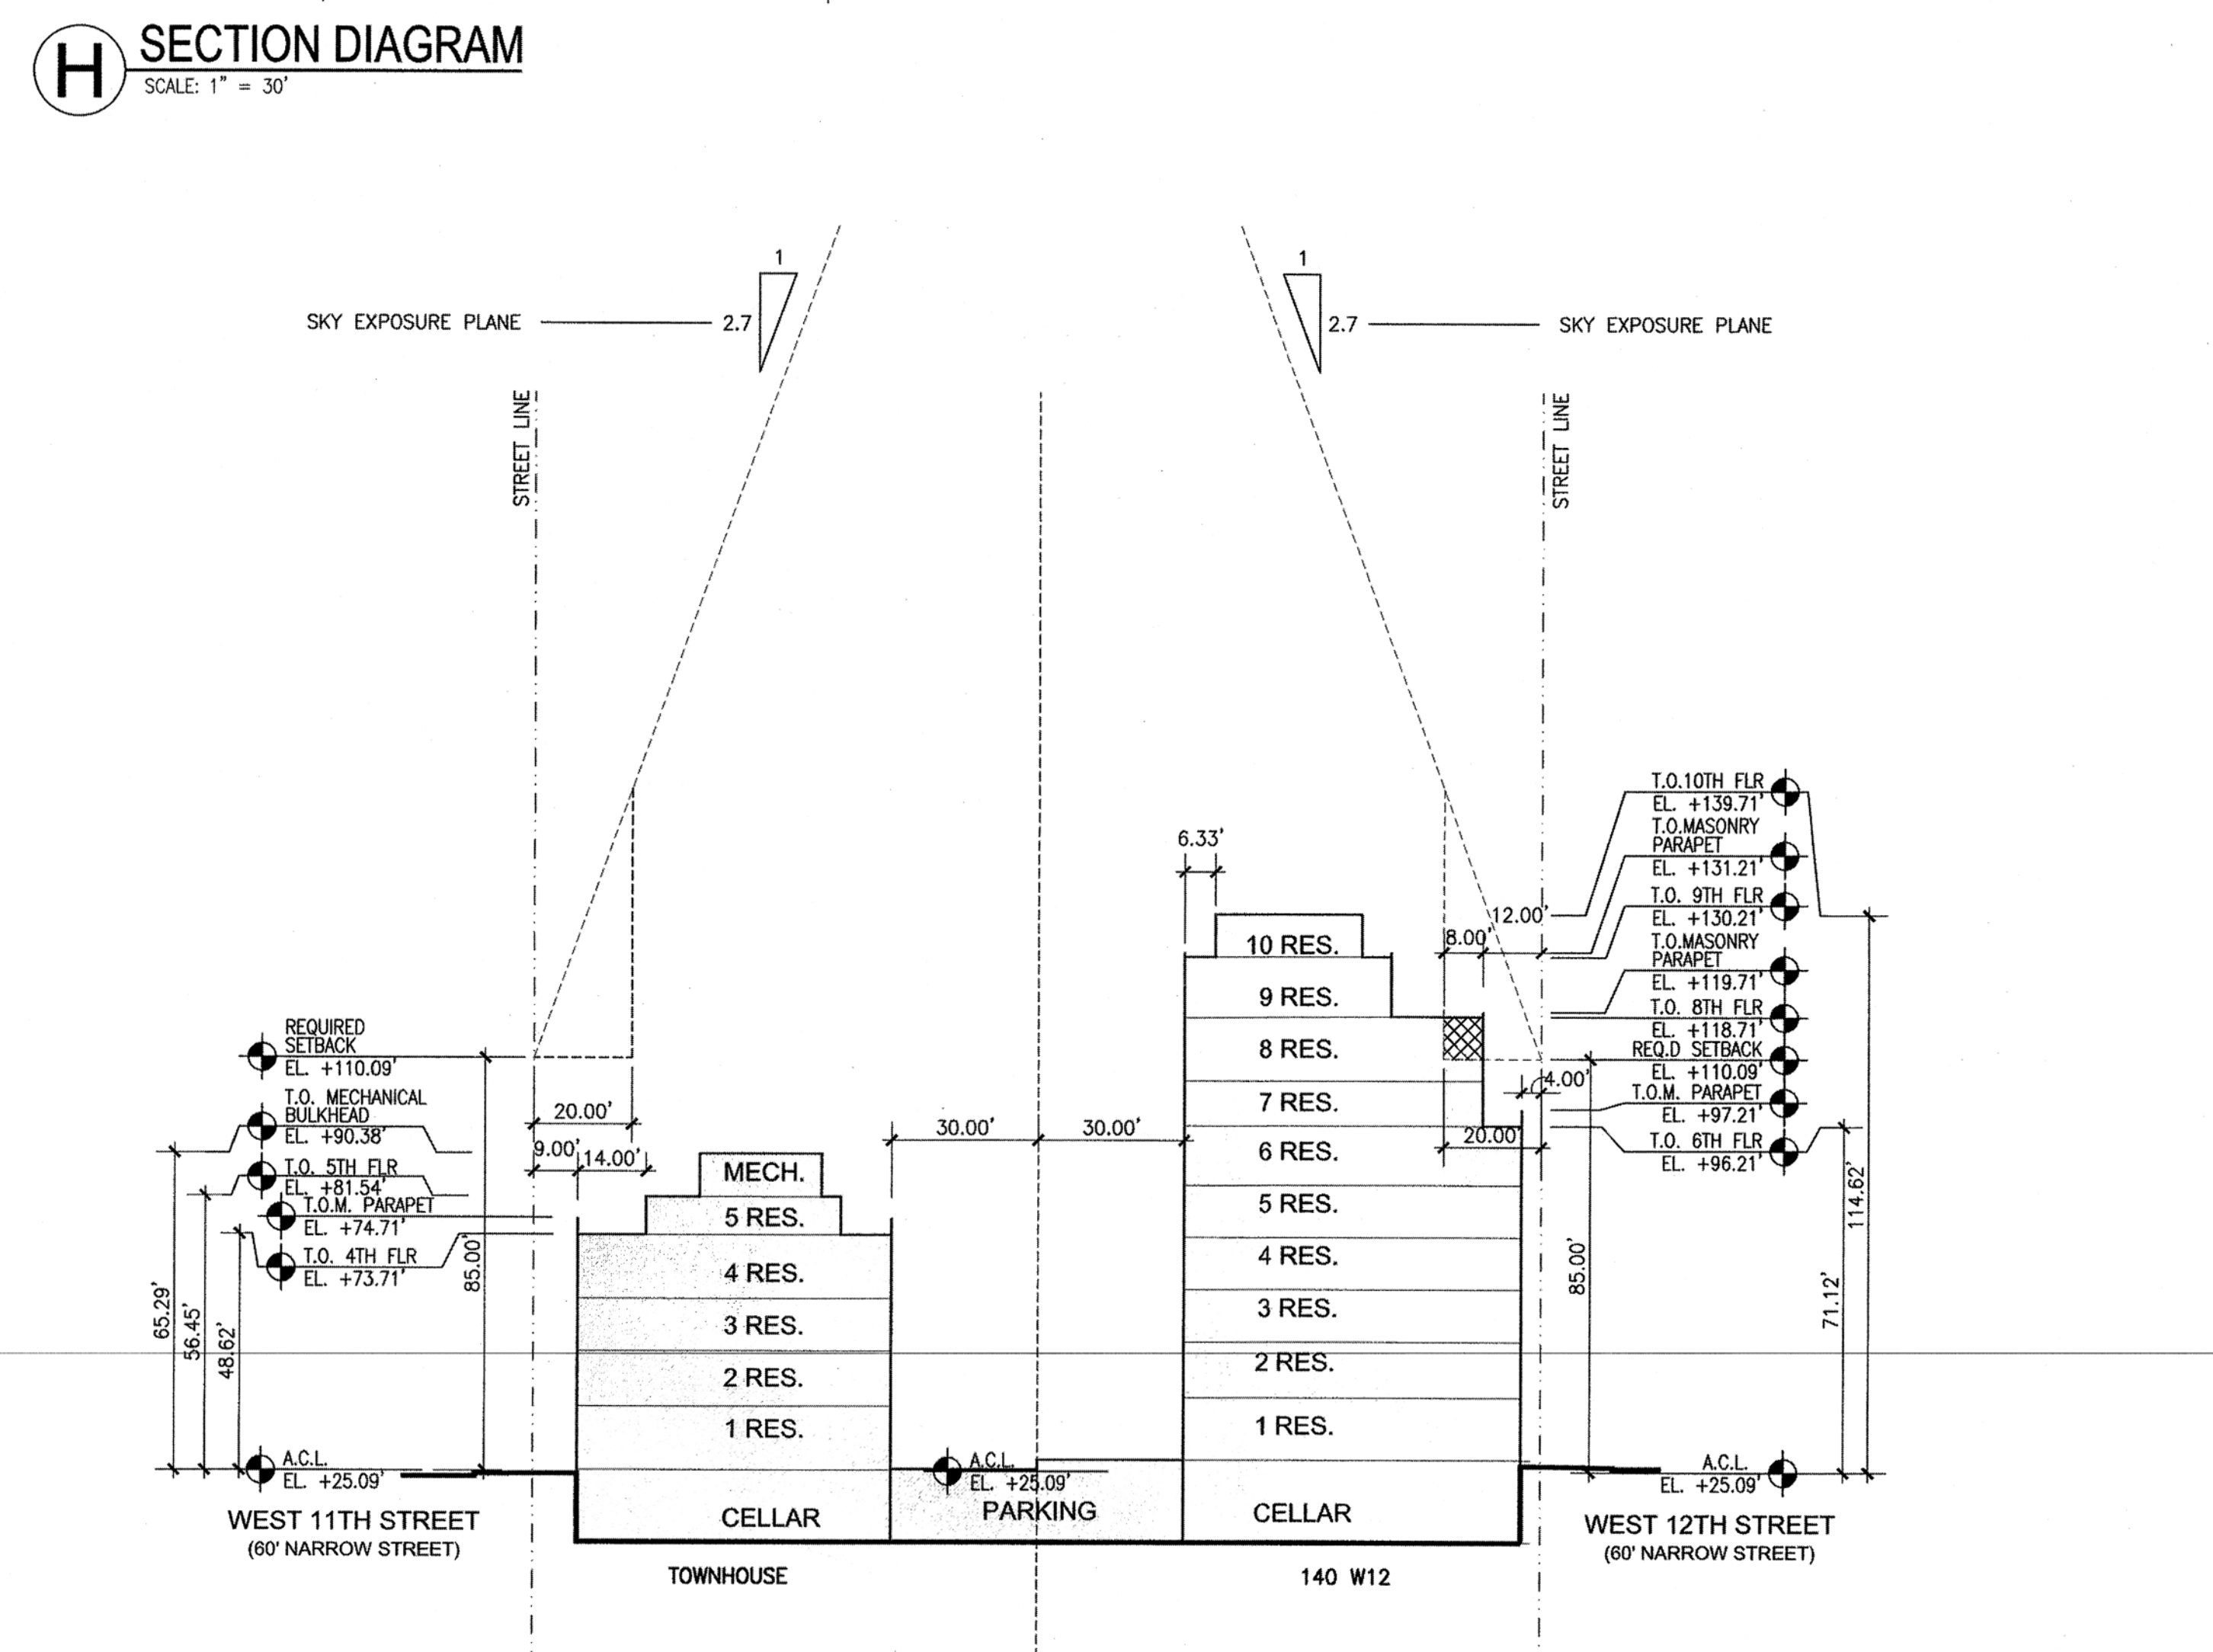 H
SECTION DIAGRAM
SCALE: 1" = 30'
1
2.7
SKY EXPOSURE PLANE
1
2.7
SKY EXPOSURE PLANE
STREET LINE
STREET LINE
REQUIRED
SETBACK
EL. +110.09'
T.O. MECHANICAL
BULKHEAD
EL. +90.38'
T.O. 5TH FLR
EL. +81.54'
T.O.M. PARAPET
EL. +74.71'
T.O. 4TH FLR
EL. +73.71'
65.29'
56.45'
48.62'
85.00'
A.C.L.
EL. +25.09'
WEST 11TH STREET
(60' NARROW STREET)
20.00'
9.00'
14.00'
MECH.
5 RES.
4 RES.
3 RES.
2 RES.
1 RES.
CELLAR
TOWNHOUSE
30.00'
30.00'
A.C.L.
EL. +25.09'
PARKING
6.33'
10 RES.
9 RES.
8 RES.
7 RES.
6 RES.
5 RES.
4 RES.
3 RES.
2 RES.
1 RES.
CELLAR
140 W12
12.00'
8.00'
4.00'
20.00'
T.O.10TH FLR
EL. +139.71'
T.O.MASONRY
PARAPET
EL. +131.21'
T.O. 9TH FLR
EL. +130.21'
T.O.MASONRY
PARAPET
EL. +119.71'
T.O. 8TH FLR
EL. +118.71'
REQ.D SETBACK
EL. +110.09'
T.O.M. PARAPET
EL. +97.21'
T.O. 6TH FLR
EL. +96.21'
85.00'
71.12'
114.62'
A.C.L.
EL. +25.09'
WEST 12TH STREET
(60' NARROW STREET)